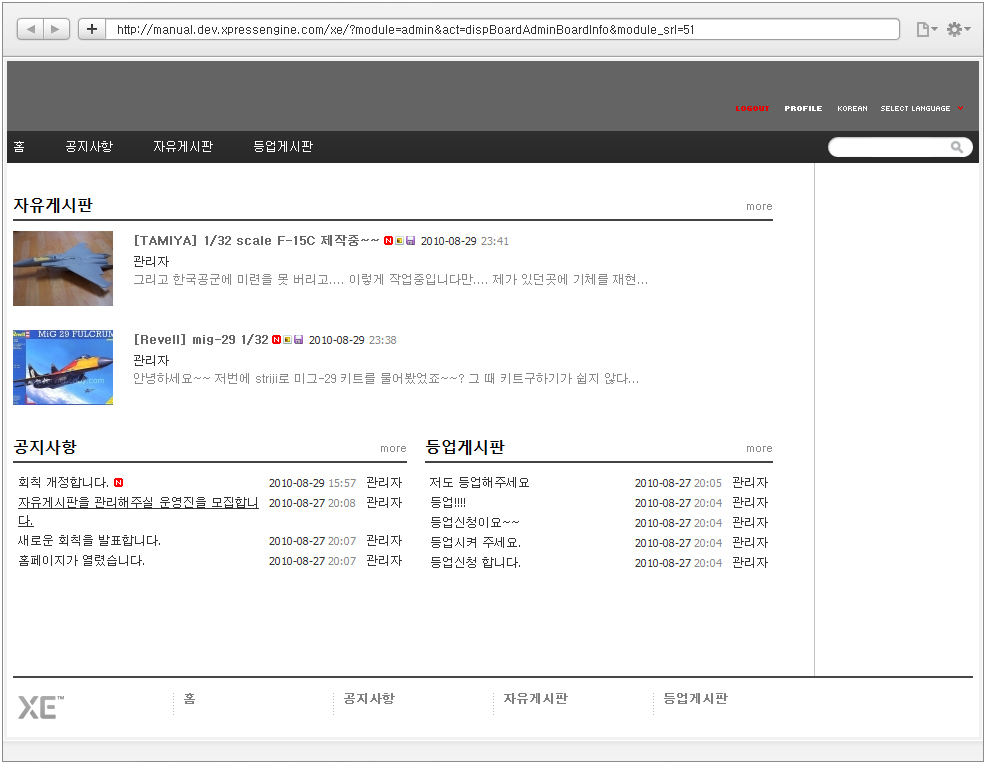 http://manual.dev.xpressengine.com/xe/?module=admin&act=dispBoardAdminBoardInfo&module_srl=51
LOGOUT PROFILE KOREAN SELECT LANGUAGE
홈 공지사항 자유게시판 등업게시판
자유게시판 more
[TAMIYA] 1/32 scale F-15C 제작중~~ N 2010-08-29 23:41
관리자
그리고 한국공군에 미련을 못 버리고.... 이렇게 작업중입니다만.... 제가 있던곳에 기체를 재현...
Revell MiG 29 FULCRUM
[Revell] mig-29 1/32 N 2010-08-29 23:38
관리자
안녕하세요~~ 저번에 striji로 미그-29 키트를 물어봤었죠~~? 그 때 키트구하기가 쉽지 않다...
공지사항 more
회칙 개정합니다. N 2010-08-29 15:57 관리자
자유게시판을 관리해주실 운영진을 모집합니 2010-08-27 20:08 관리자
다.
새로운 회칙을 발표합니다. 2010-08-27 20:07 관리자
홈페이지가 열렸습니다. 2010-08-27 20:07 관리자
등업게시판 more
저도 등업해주세요 2010-08-27 20:05 관리자
등업!!!! 2010-08-27 20:04 관리자
등업신청이요~~ 2010-08-27 20:04 관리자
등업시켜 주세요. 2010-08-27 20:04 관리자
등업신청 합니다. 2010-08-27 20:04 관리자
XE™ 홈 공지사항 자유게시판 등업게시판